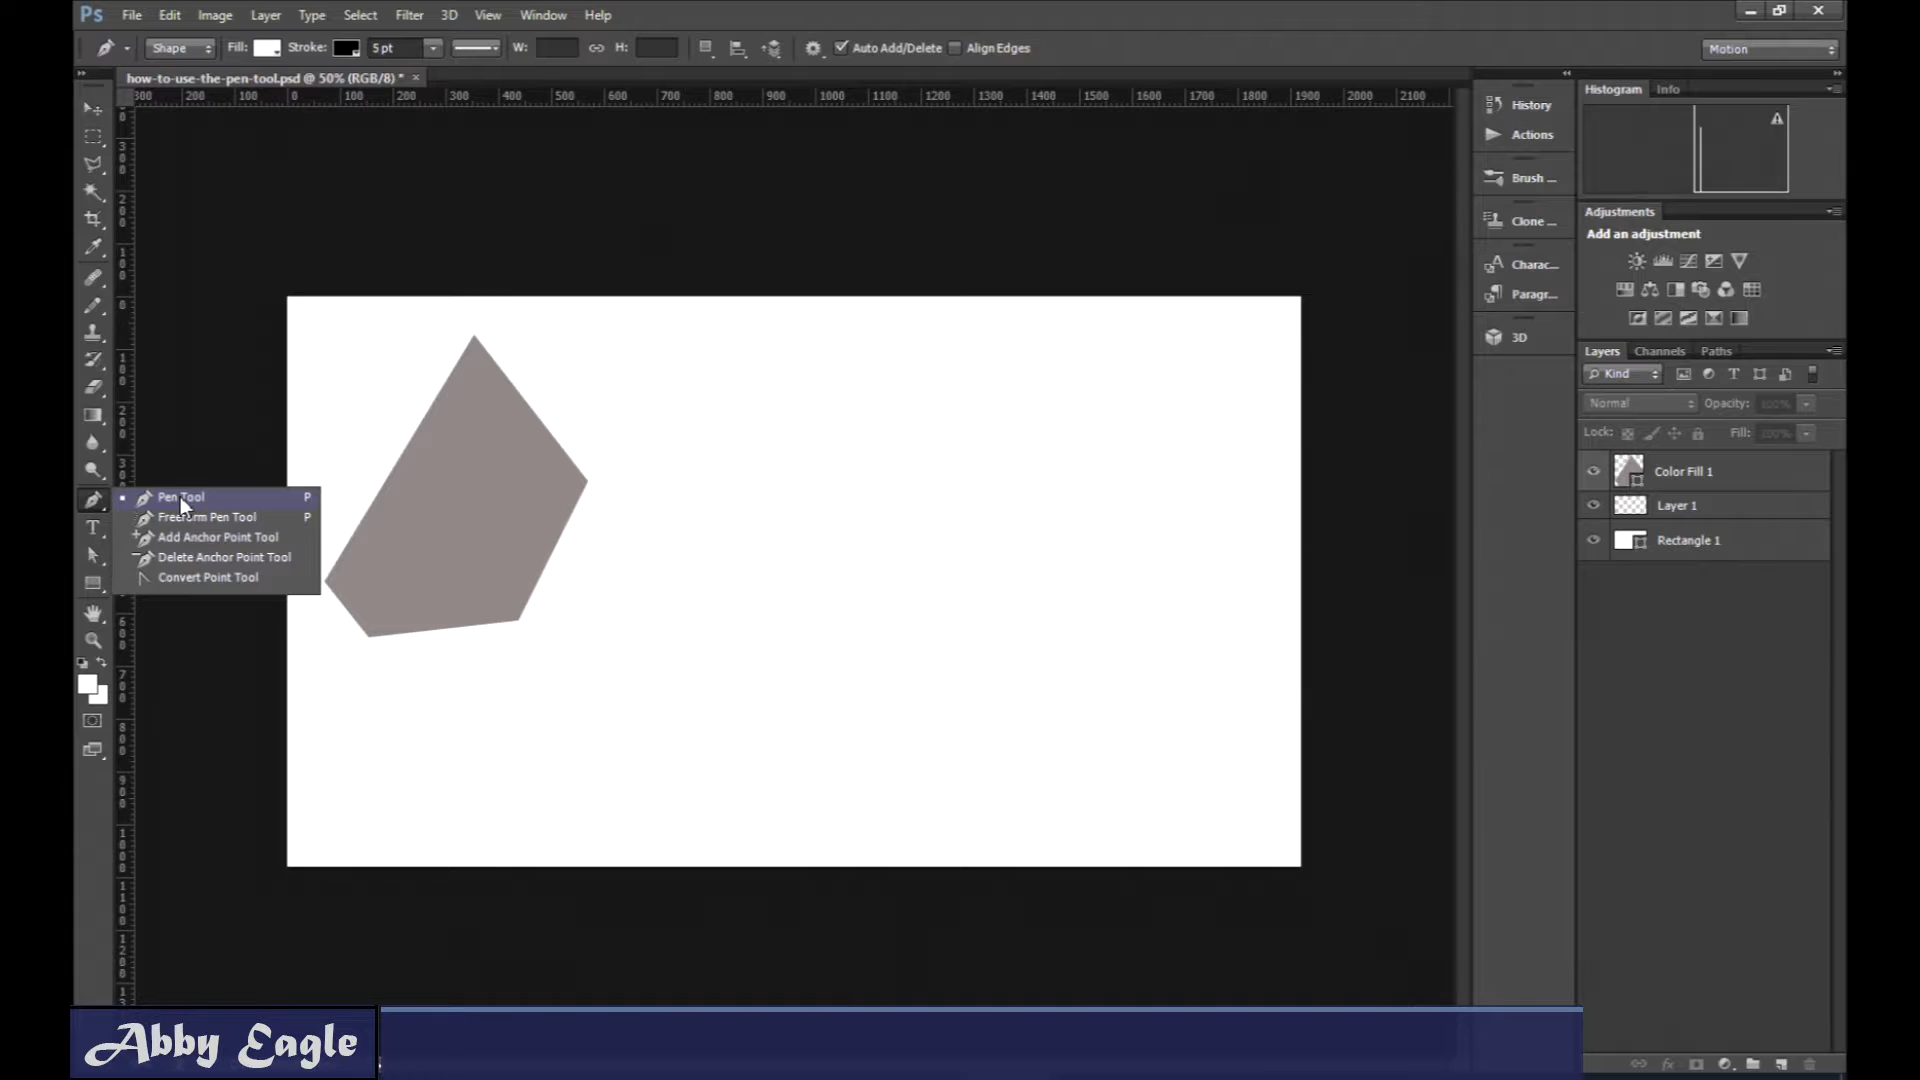 Ps File Edit Image Layer Type Select Filter 3D View Window Help
Shape Fill: Stroke: 5 pt W: H: Auto Add/Delete Align Edges Motion
how-to-use-the-pen-tool.psd @ 50% (RGB/8) * ×
300 200 100 0 100 200 300 400 500 600 700 800 900 1000 1100 1200 1300 1400 1500 1600 1700 1800 1900 2000 2100
Pen Tool P
Freeform Pen Tool P
Add Anchor Point Tool
Delete Anchor Point Tool
Convert Point Tool
T
History
Actions
Brush ...
Clone ...
Charac...
Paragr...
3D
Histogram Info
Adjustments
Add an adjustment
Layers Channels Paths
Kind
Normal Opacity: 100%
Lock: Fill: 100%
Color Fill 1
Layer 1
Rectangle 1
fx
Abby Eagle